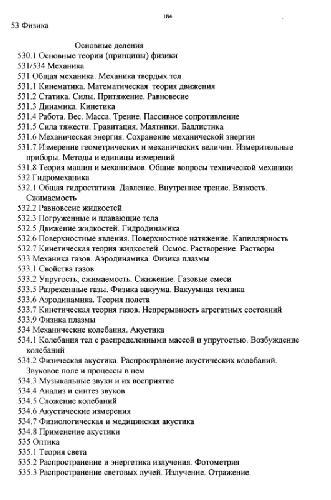 184
53 Физика
Основные деления
530.1 Основные теории (принципы) физики
531/534 Механика
531 Общая механика. Механика твердых тел
531.1 Кинематика. Математическая теория движения
531.2 Статика. Силы. Притяжение. Равновесие
531.3 Динамика. Кинетика
531.4 Работа. Вес. Масса. Трение. Пассивное сопротивление
531.5 Сила тяжести. Гравитация. Маятники. Баллистика
531.6 Механическая энергия. Сохранение механической энергии
531.7 Измерение геометрических и механических величин. Измерительные
приборы. Методы и единицы измерений
531.8 Теория машин и механизмов. Общие вопросы технической механики
532 Гидромеханика
532.1 Общая гидростатика. Давление. Внутреннее трение. Вязкость.
Сжимаемость
532.2 Равновесие жидкостей
532.3 Погруженные и плавающие тела
532.5 Движение жидкостей. Гидродинамика
532.6 Поверхностные явления. Поверхностное натяжение. Капиллярность
532.7 Кинетическая теория жидкостей. Осмос. Растворение. Растворы
533 Механика газов. Аэродинамика. Физика плазмы
533.1 Свойства газов
533.2 Упругость, сжимаемость. Сжижение. Газовые смеси
533.5 Разреженные газы. Физика вакуума. Вакуумная техника
533.6 Аэродинамика. Теория полета
533.7 Кинетическая теория газов. Непрерывность агрегатных состояний
533.9 Физика плазмы
534 Механические колебания. Акустика
534.1 Колебания тел с распределенными массой и упругостью. Возбуждение
колебаний
534.2 Физическая акустика. Распространение акустических колебаний.
Звуковое поле и процессы в нем
534.3 Музыкальные звуки и их восприятие
534.4 Анализ и синтез звуков
534.5 Сложение колебаний
534.6 Акустические измерения
534.7 Физиологическая и медицинская акустика
534.8 Применение акустики
535 Оптика
535.1 Теория света
535.2 Распространение и энергетика излучения. Фотометрия
535.3 Распространение световых лучей. Излучение. Отражение.